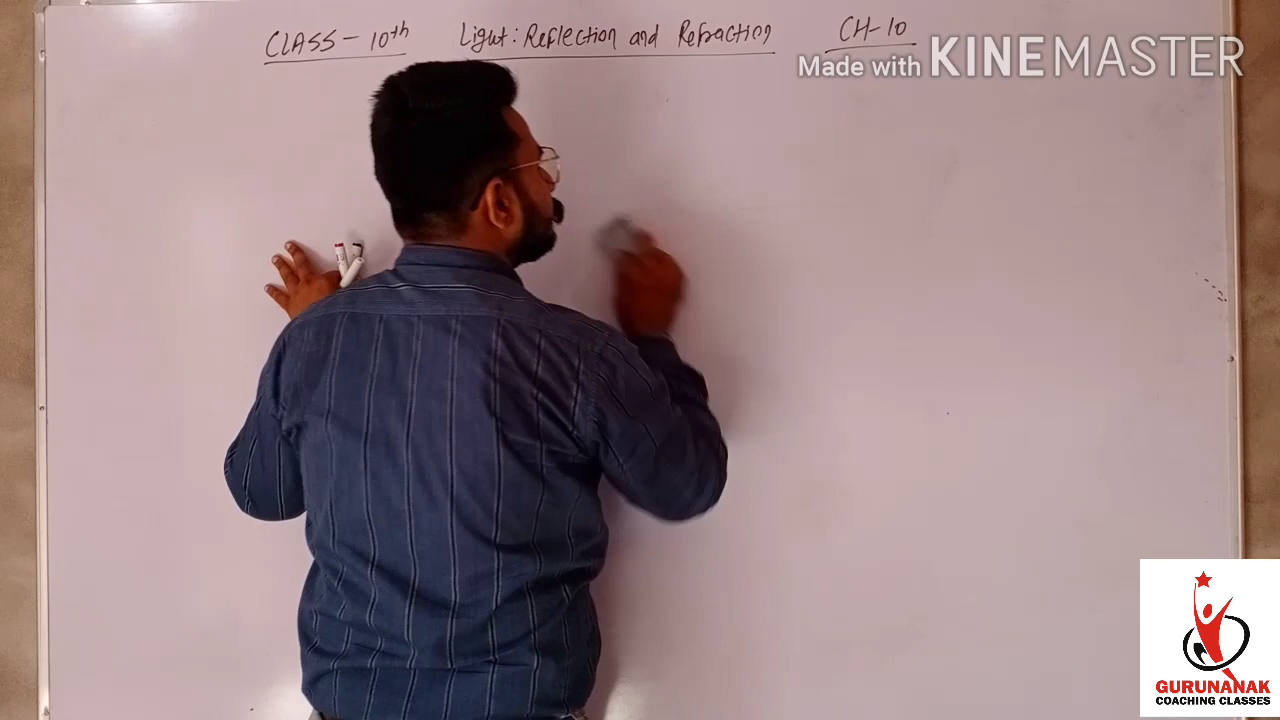 CLASS - 10th Light: Reflection and Refraction CH-10
Made with KINEMASTER
GURUNANAK
COACHING CLASSES